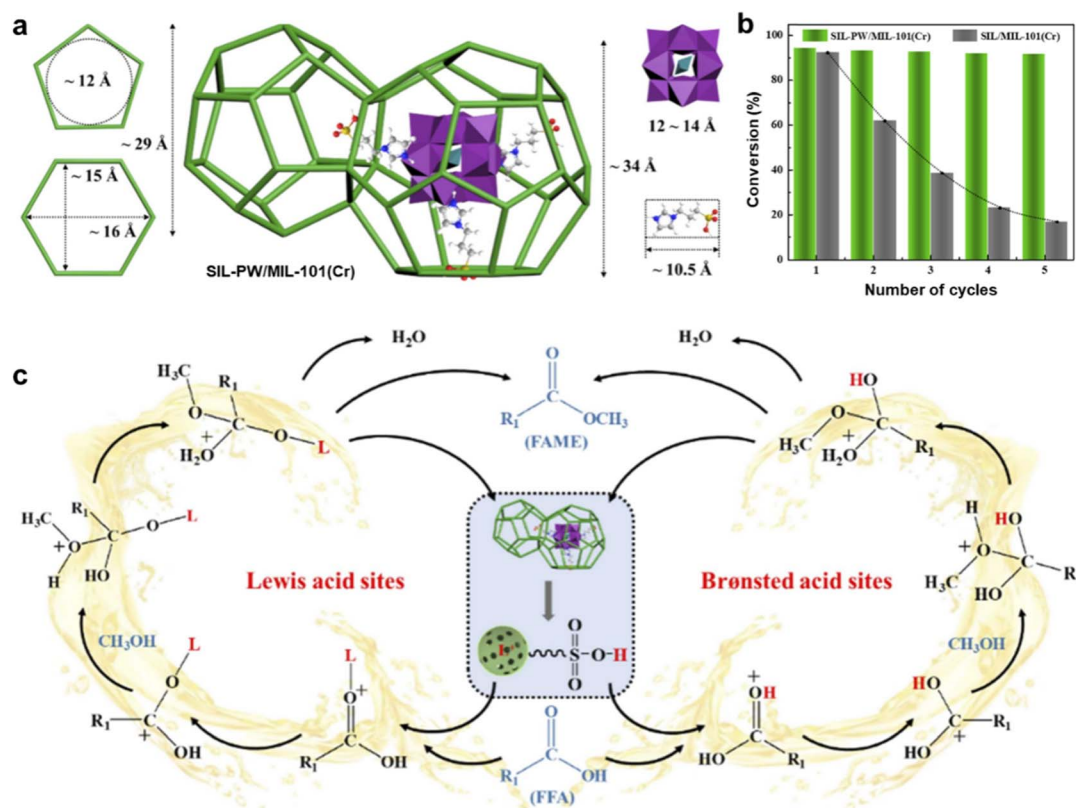 a
~ 12 Å
~ 29 Å
~ 15 Å
~ 16 Å
SIL-PW/MIL-101(Cr)
~ 34 Å
12 ~ 14 Å
~ 10.5 Å
b
SIL-PW/MIL-101(Cr) SIL/MIL-101(Cr)
100
80
60
40
20
0
Conversion (%)
1 2 3 4 5
Number of cycles
c
H₂O
H₂O
O
R₁ C OCH₃
(FAME)
H₃C
R₁
O C O L
+
H₂O
HO
O C
H₃C +
H₂O R₁
H₃C R₁ L
+ O C O
H HO
H HO
+ O C
H₃C HO R
Lewis acid sites
Brønsted acid sites
CH₃OH
CH₃OH
O
S O H
O
L
O
R₁ C
+ OH
L
O +
R₁ C OH
O
R₁ C OH
(FFA)
+
OH
HO C R₁
HO
C R₁
HO +